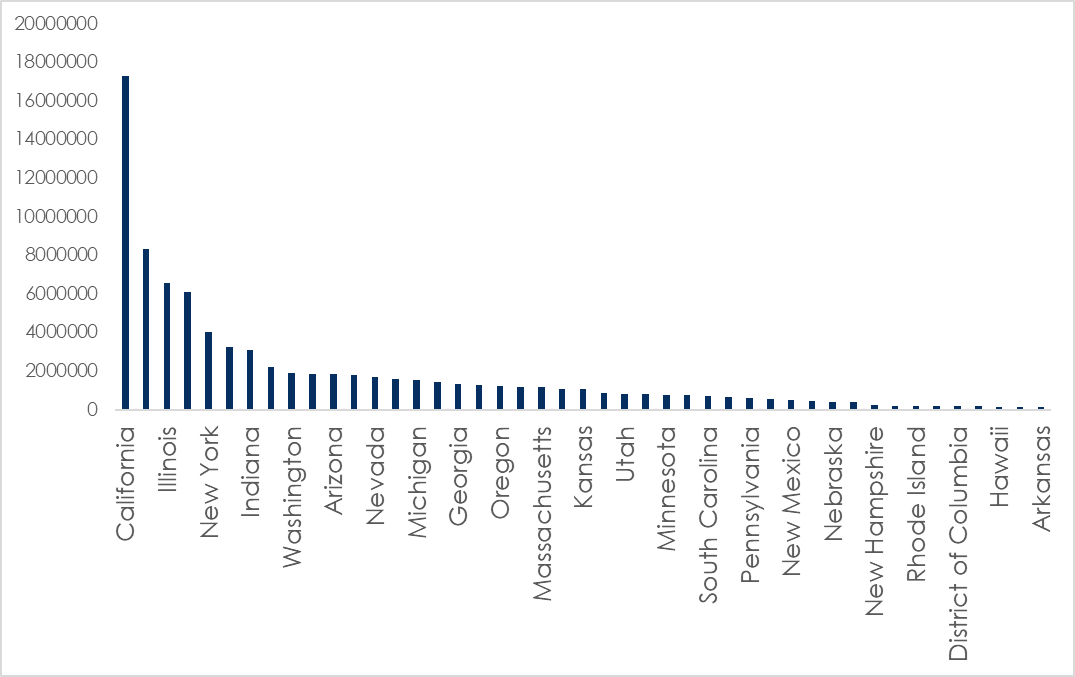 20000000
18000000
16000000
14000000
12000000
10000000
8000000
6000000
4000000
2000000
0
California
Illinois
New York
Indiana
Washington
Arizona
Nevada
Michigan
Georgia
Oregon
Massachusetts
Kansas
Utah
Minnesota
South Carolina
Pennsylvania
New Mexico
Nebraska
New Hampshire
Rhode Island
District of Columbia
Hawaii
Arkansas